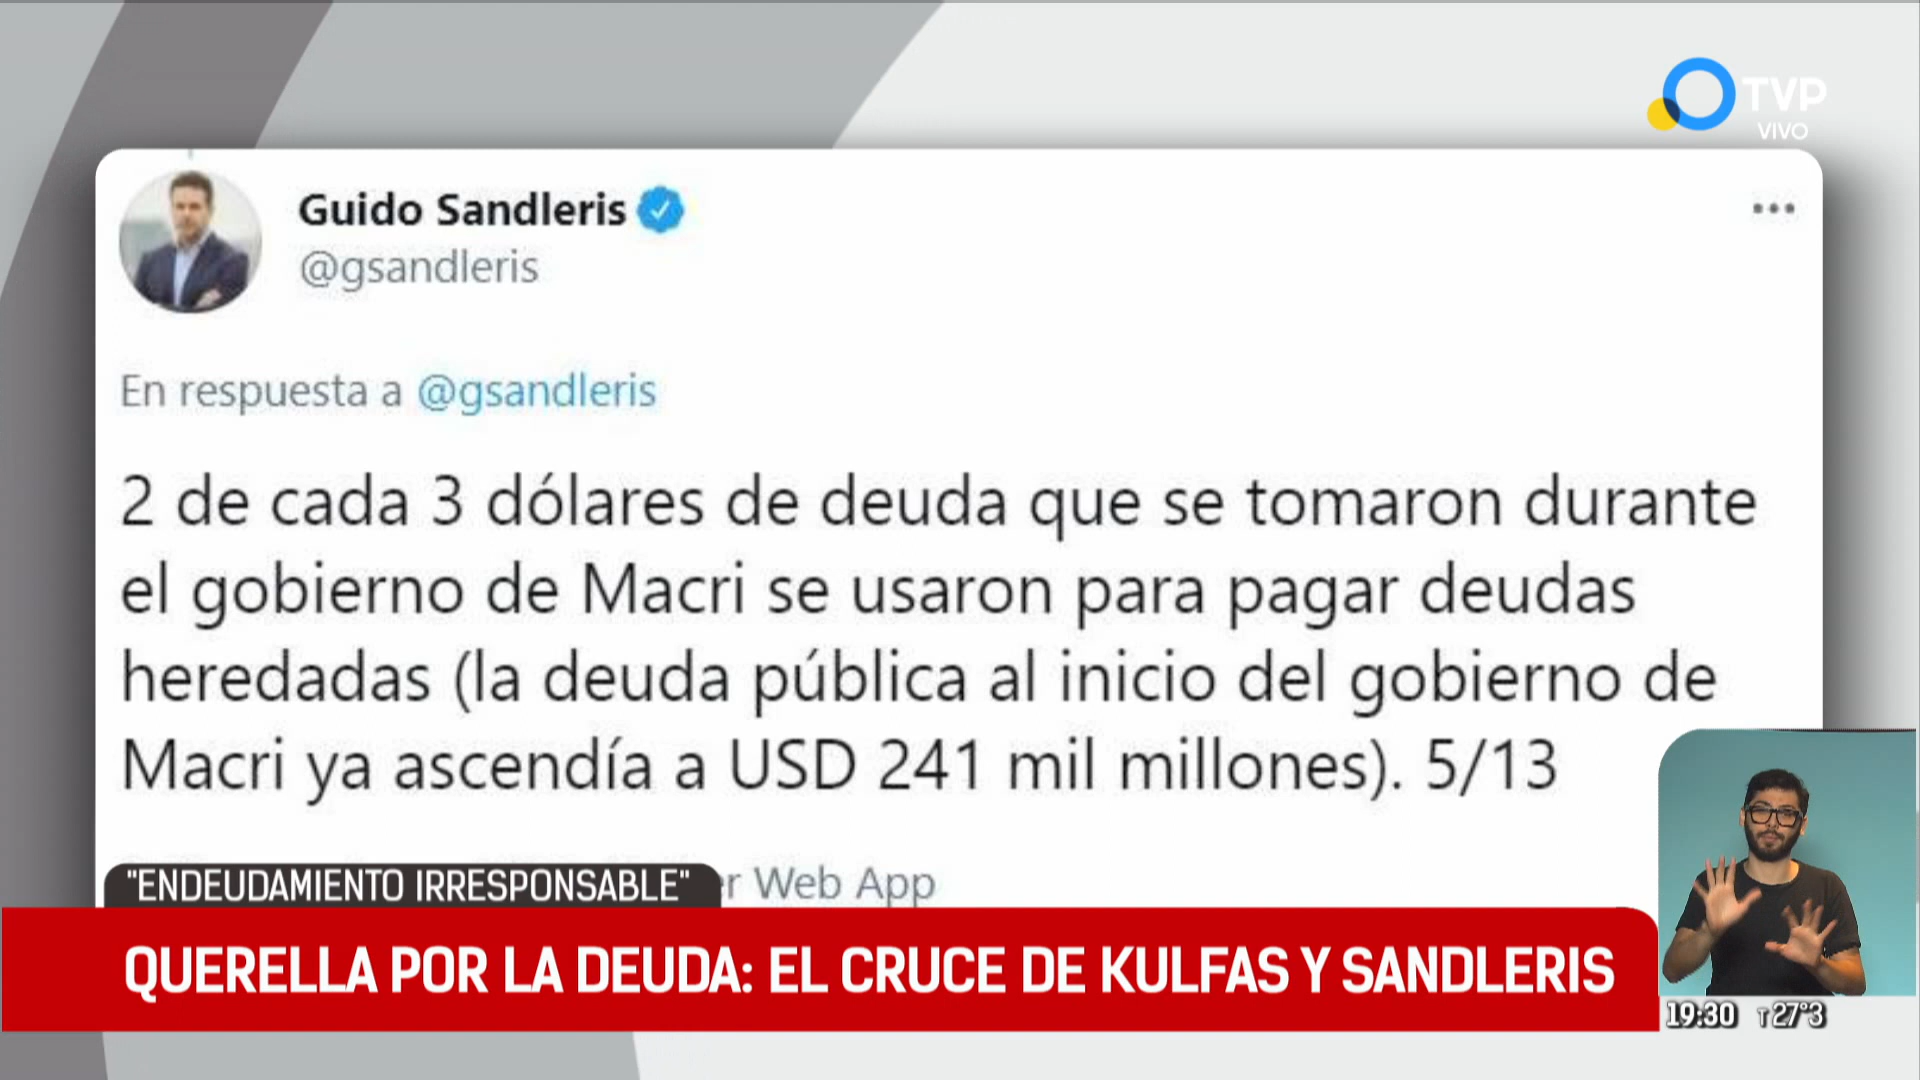 TVP
VIVO
Guido Sandleris
@gsandleris
En respuesta a @gsandleris
2 de cada 3 dólares de deuda que se tomaron durante
el gobierno de Macri se usaron para pagar deudas
heredadas (la deuda pública al inicio del gobierno de
Macri ya ascendía a USD 241 mil millones). 5/13
Web App
"ENDEUDAMIENTO IRRESPONSABLE"
QUERELLA POR LA DEUDA: EL CRUCE DE KULFAS Y SANDLERIS
19:30 T 27°3